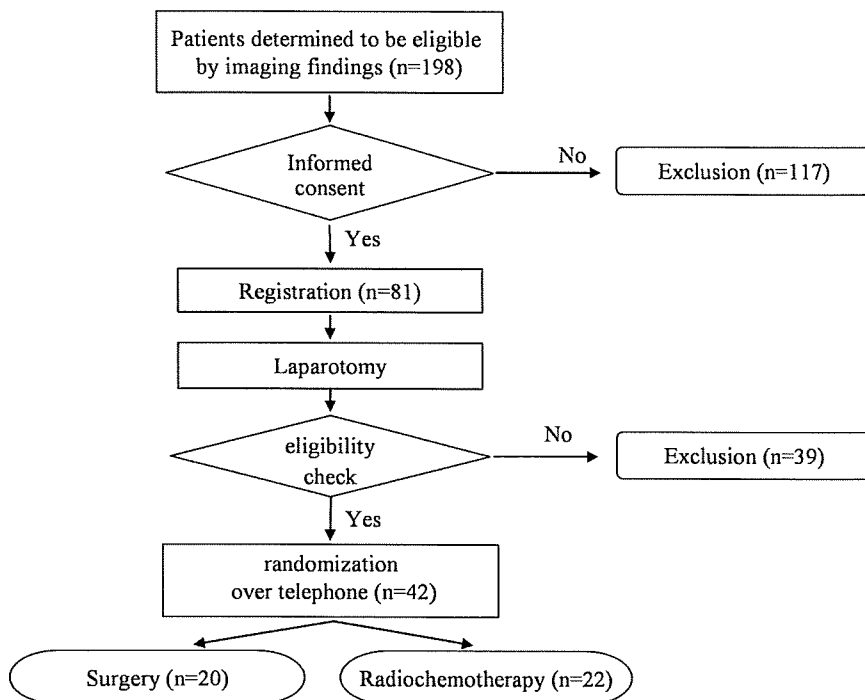 Patients determined to be eligible
by imaging findings (n=198)
Informed
consent
No
Exclusion (n=117)
Yes
Registration (n=81)
Laparotomy
eligibility
check
No
Exclusion (n=39)
Yes
randomization
over telephone (n=42)
Surgery (n=20)
Radiochemotherapy (n=22)